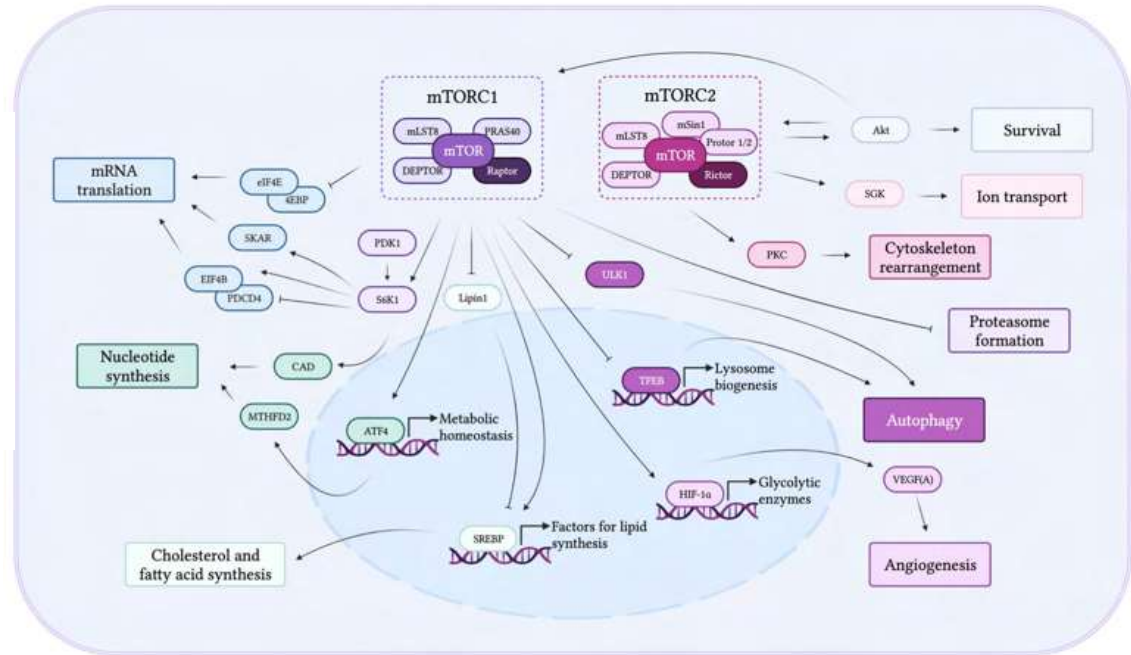 mTORC1
mLST8
PRAS40
mTOR
DEPTOR
Raptor
mTORC2
mSin1
mLST8
Protor 1/2
mTOR
DEPTOR
Rictor
Akt
Survival
SGK
Ion transport
PKC
Cytoskeleton
rearrangement
mRNA
translation
eIF4E
4EBP
SKAR
EIF4B
PDCD4
PDK1
S6K1
Lipin1
ULK1
Proteasome
formation
Nucleotide
synthesis
CAD
MTHFD2
ATF4
Metabolic
homeostasis
TFEB
Lysosome
biogenesis
Autophagy
HIF-1α
Glycolytic
enzymes
VEGF(A)
Angiogenesis
SREBP
Factors for lipid
synthesis
Cholesterol and
fatty acid synthesis